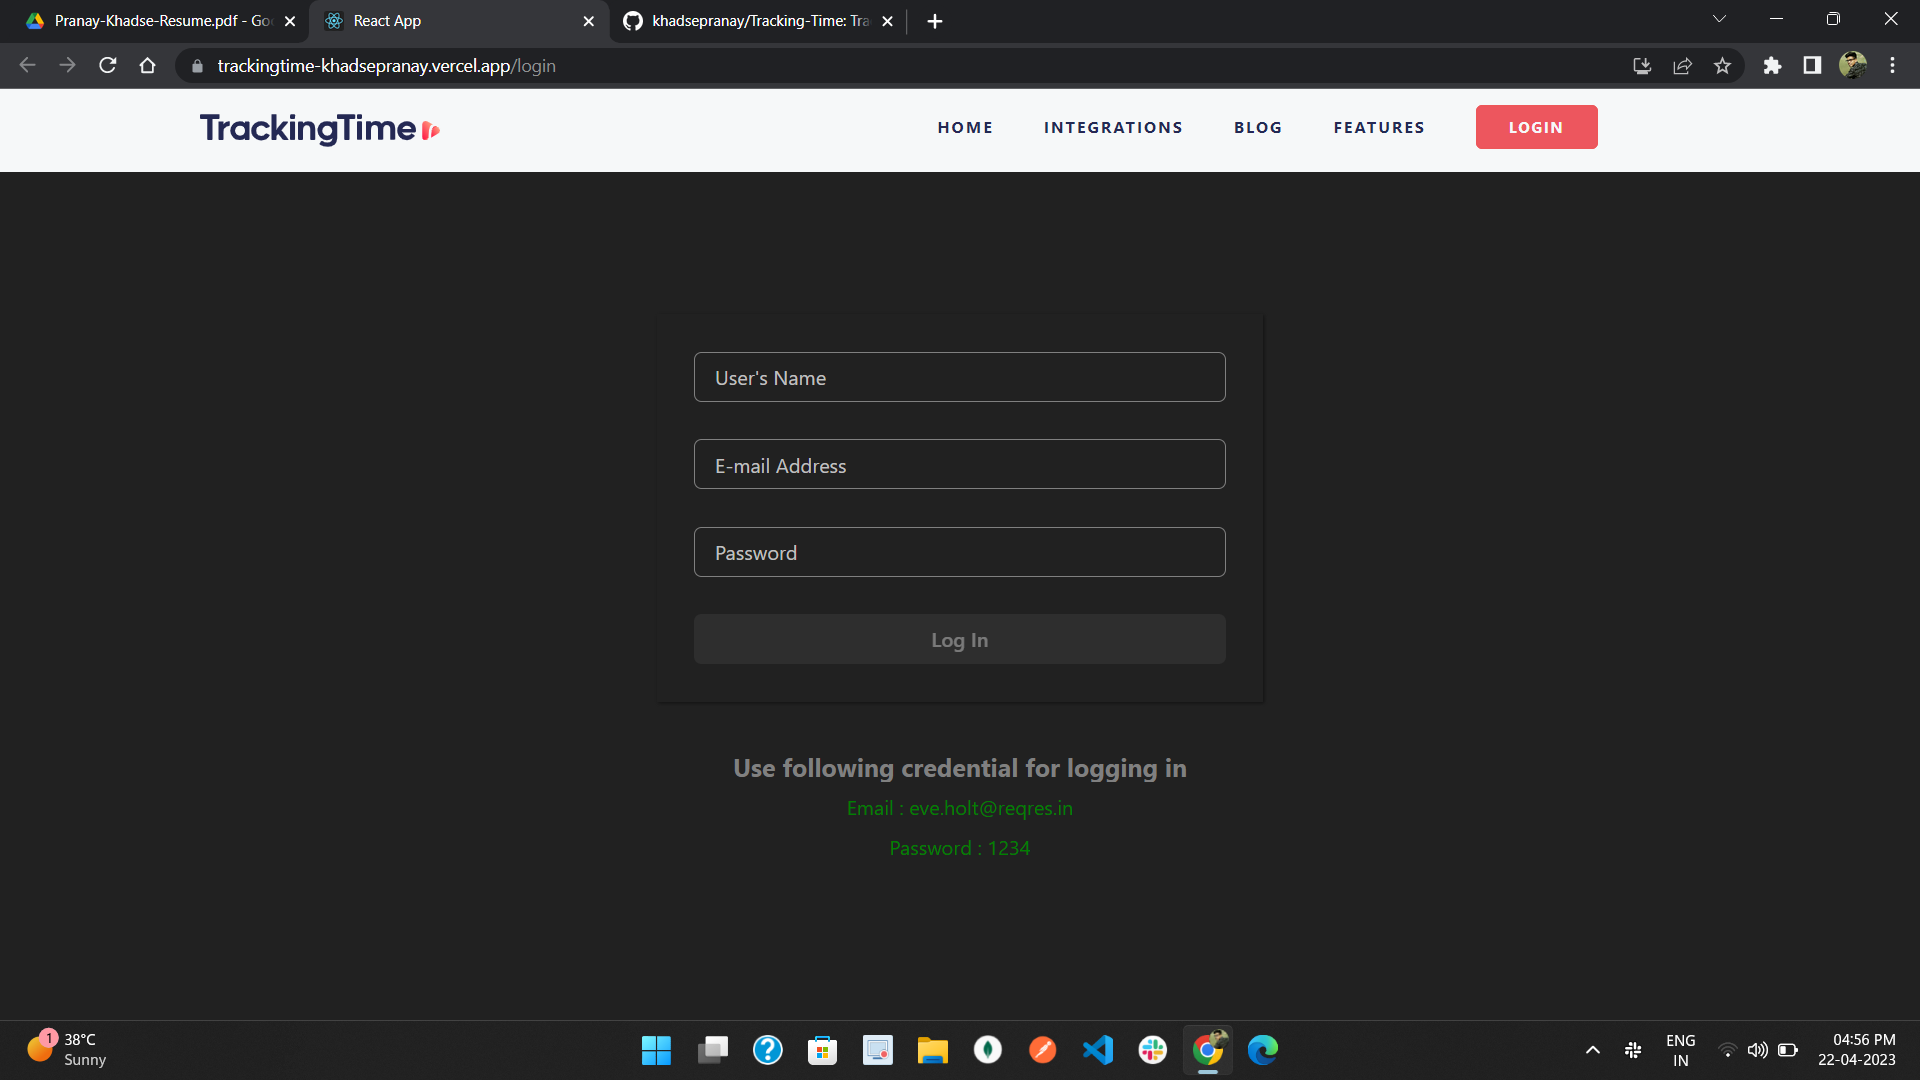 Pranay-Khadse-Resume.pdf - Go
React App
khadsepranay/Tracking-Time: Tra
trackingtime-khadsepranay.vercel.app/login
TrackingTime
HOME
INTEGRATIONS
BLOG
FEATURES
LOGIN
User's Name
E-mail Address
Password
Log In
Use following credential for logging in
Email : eve.holt@reqres.in
Password : 1234
1
38°C
Sunny
ENG
IN
04:56 PM
22-04-2023